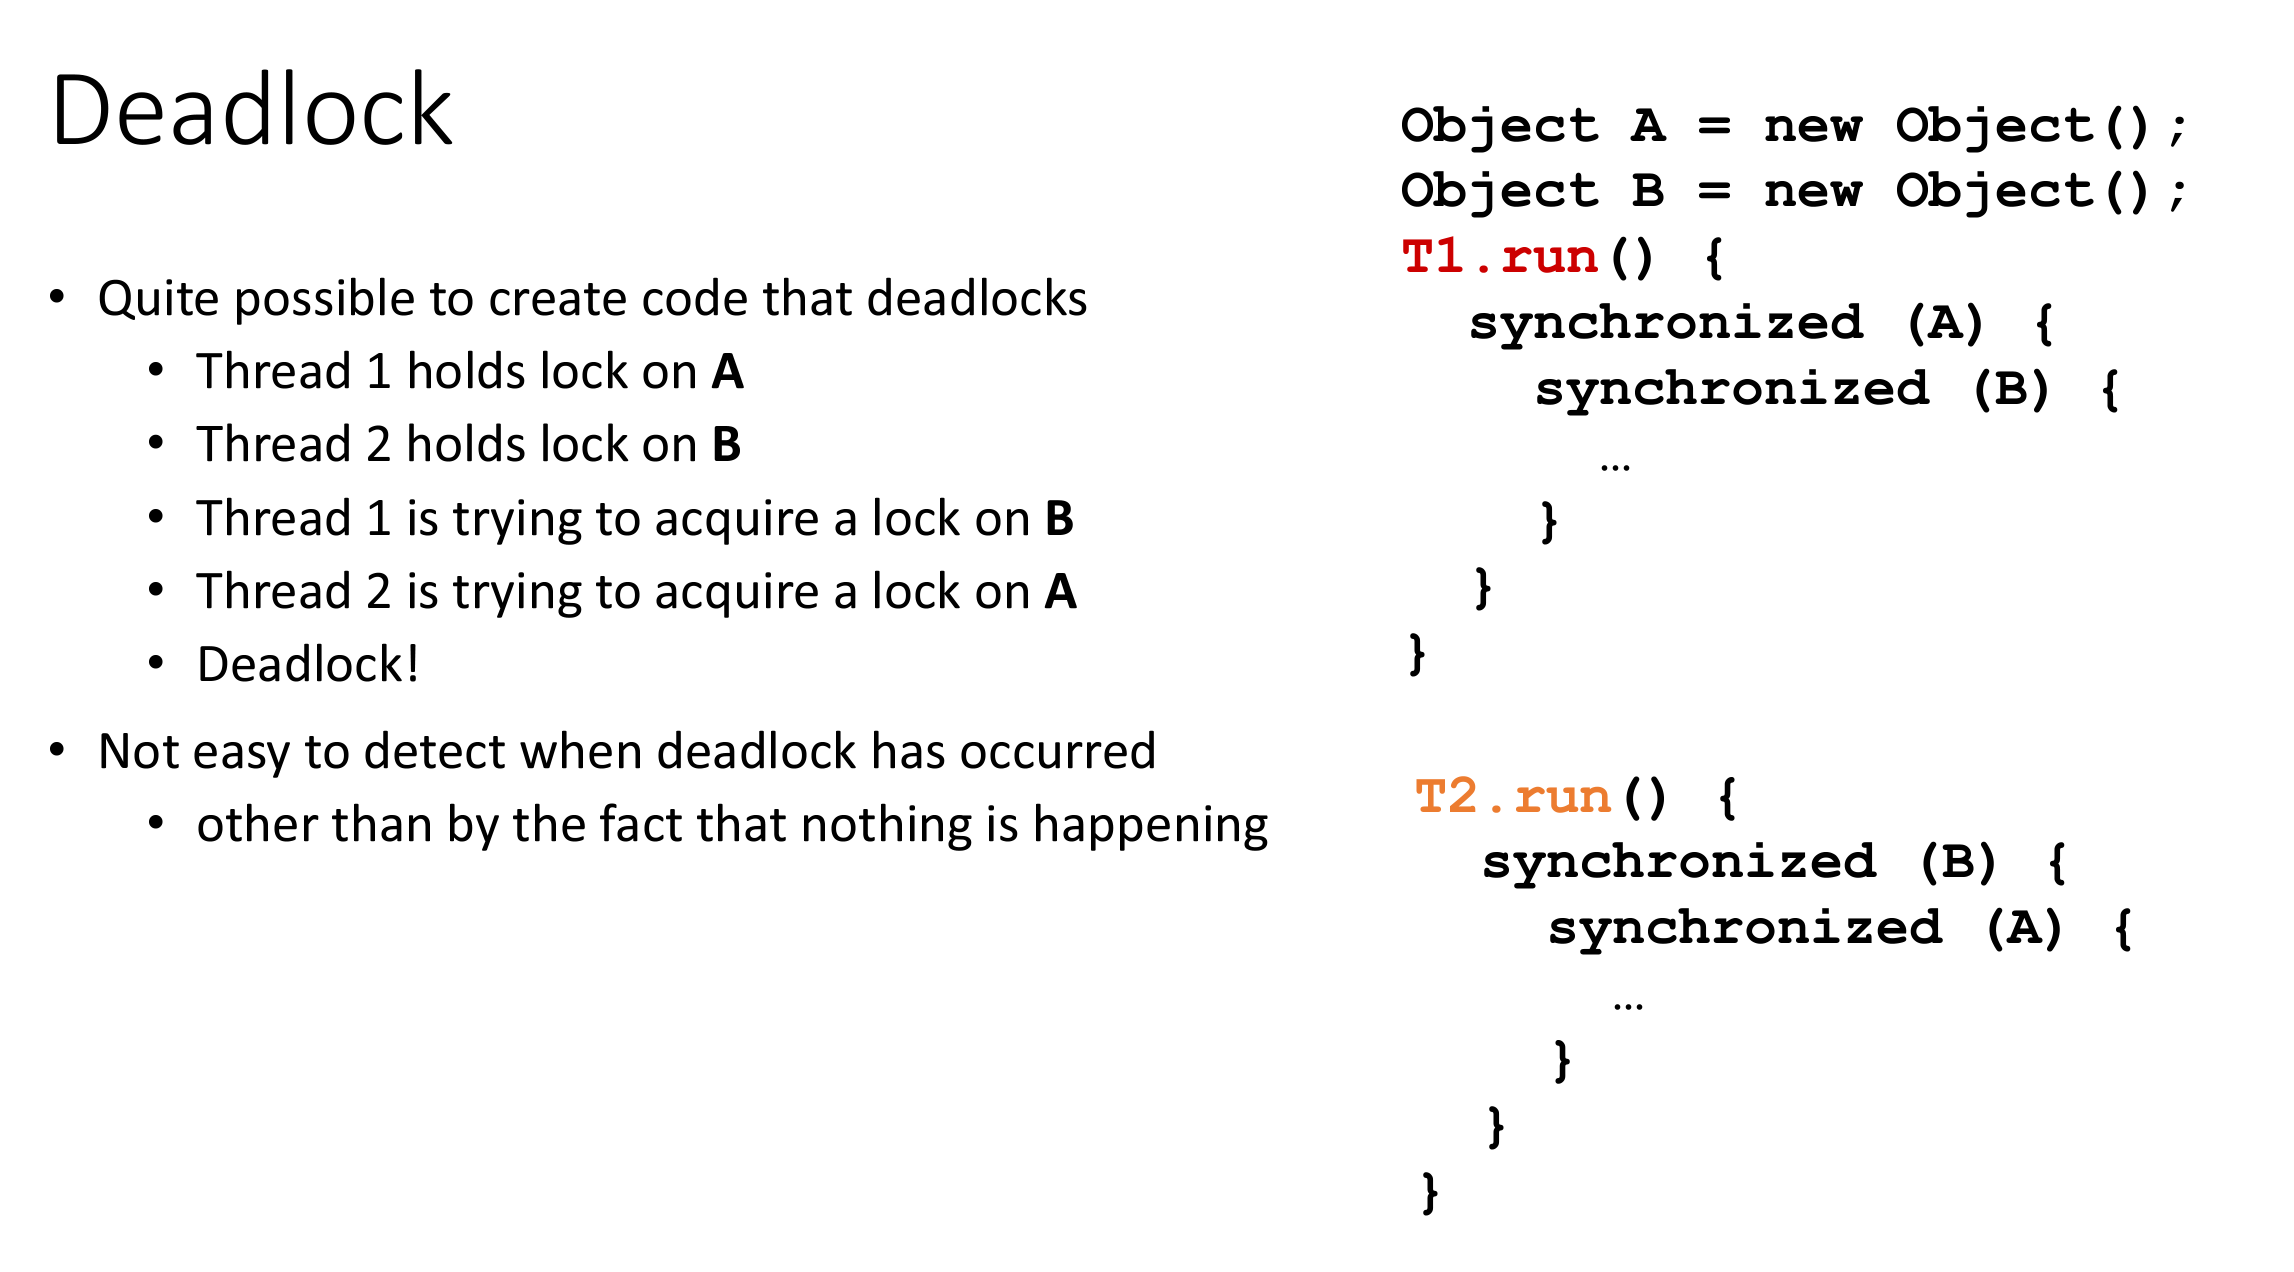 Deadlock
• Quite possible to create code that deadlocks
• Thread 1 holds lock on A
• Thread 2 holds lock on B
• Thread 1 is trying to acquire a lock on B
• Thread 2 is trying to acquire a lock on A
• Deadlock!
• Not easy to detect when deadlock has occurred
• other than by the fact that nothing is happening
Object A = new Object();
Object B = new Object();
T1.run() {
  synchronized (A) {
    synchronized (B) {
      …
    }
  }
}
T2.run() {
  synchronized (B) {
    synchronized (A) {
      …
    }
  }
}